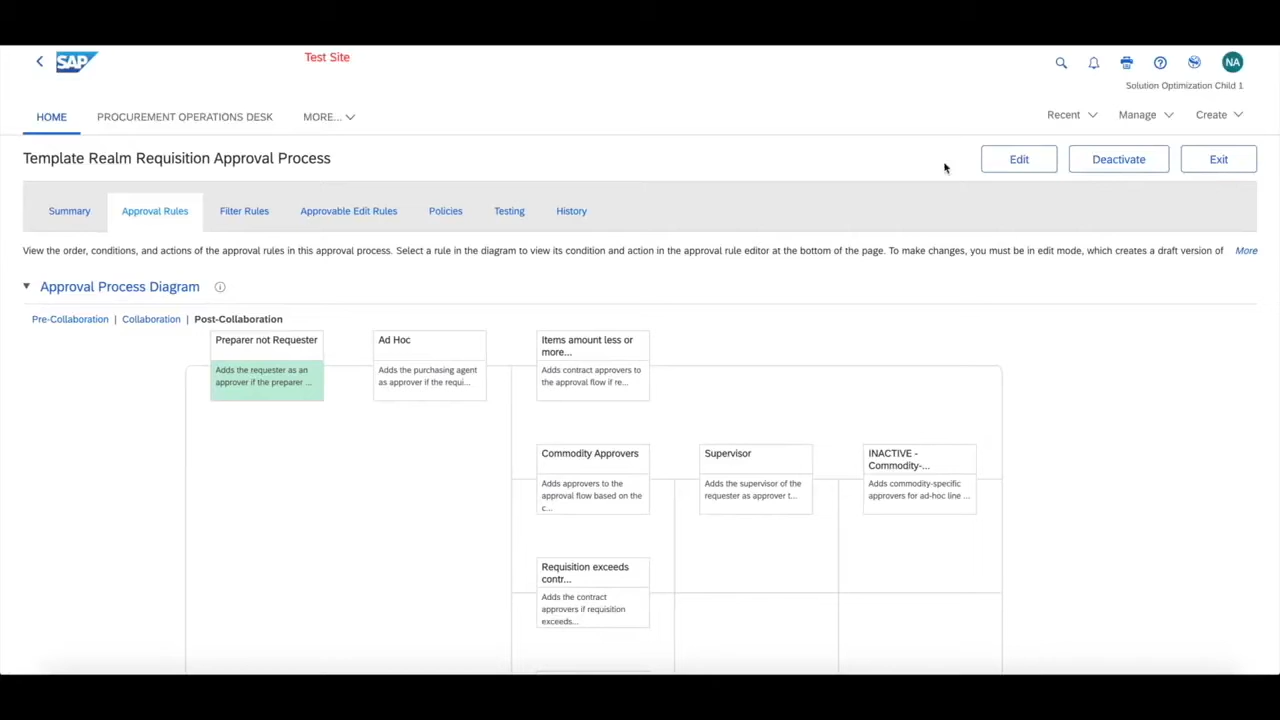 SAP
Test Site
NA
Solution Optimization Child 1
HOME
PROCUREMENT OPERATIONS DESK
MORE...
Recent
Manage
Create
Template Realm Requisition Approval Process
Edit
Deactivate
Exit
Summary
Approval Rules
Filter Rules
Approvable Edit Rules
Policies
Testing
History
View the order, conditions, and actions of the approval rules in this approval process. Select a rule in the diagram to view its condition and action in the approval rule editor at the bottom of the page. To make changes, you must be in edit mode, which creates a draft version of
More
Approval Process Diagram
Pre-Collaboration | Collaboration | Post-Collaboration
Preparer not Requester
Adds the requester as an
approver if the preparer ...
Ad Hoc
Adds the purchasing agent
as approver if the requi...
Items amount less or
more...
Adds contract approvers to
the approval flow if re...
Commodity Approvers
Adds approvers to the
approval flow based on the
c...
Supervisor
Adds the supervisor of the
requester as approver t...
INACTIVE -
Commodity-...
Adds commodity-specific
approvers for ad-hoc line ...
Requisition exceeds
contr...
Adds the contract
approvers if requisition
exceeds...